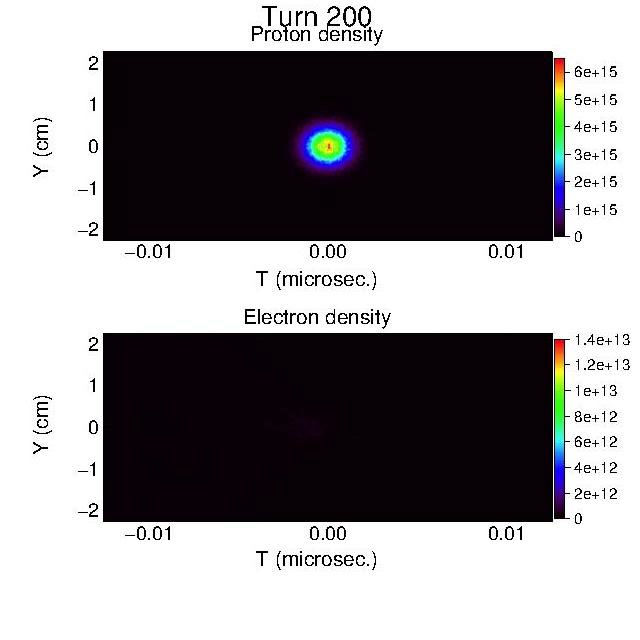 Turn 200
Proton density
2
1
0
−1
−2
Y (cm)
−0.01
0.00
0.01
T (microsec.)
6e+15
5e+15
4e+15
3e+15
2e+15
1e+15
0
Electron density
2
1
0
−1
−2
Y (cm)
−0.01
0.00
0.01
T (microsec.)
1.4e+13
1.2e+13
1e+13
8e+12
6e+12
4e+12
2e+12
0